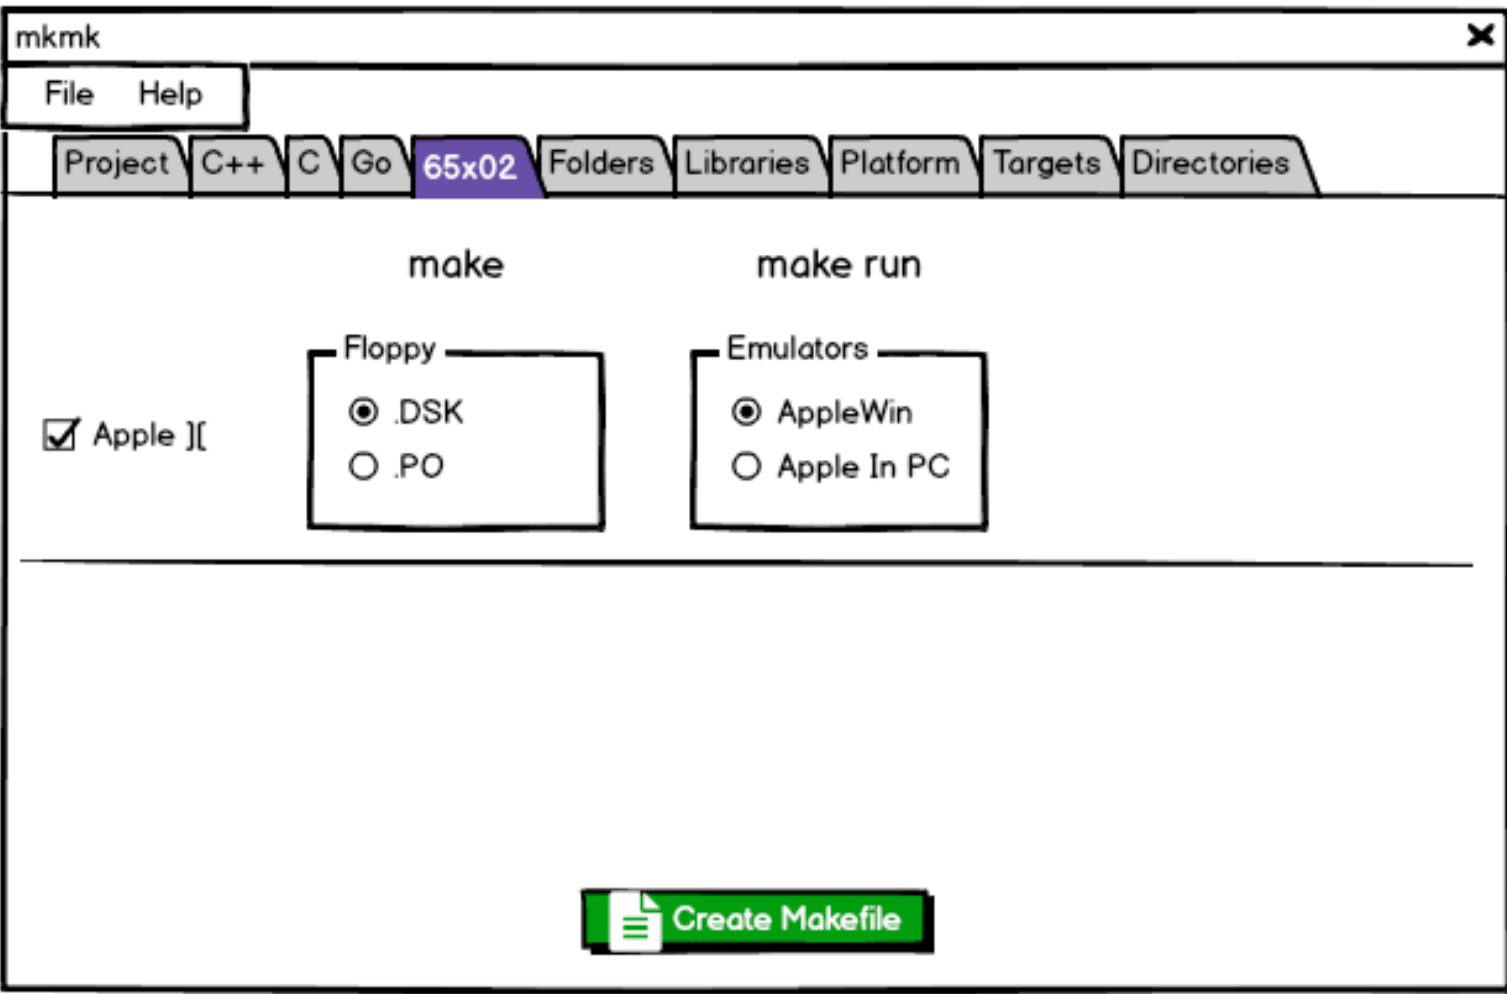 mkmk
File Help
Project C++ C Go 65x02 Folders Libraries Platform Targets Directories
make make run
Floppy Emulators
.DSK AppleWin
Apple ][
.PO Apple In PC
Create Makefile